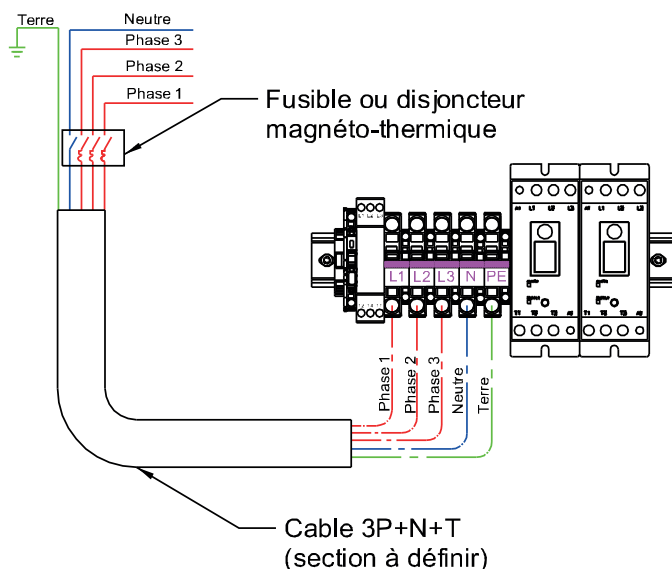 Terre
Neutre
Phase 3
Phase 2
Phase 1
Fusible ou disjoncteur
magnéto-thermique
L1 L2 L3 N PE
Phase 1
Phase 2
Phase 3
Neutre
Terre
Cable 3P+N+T
(section à définir)